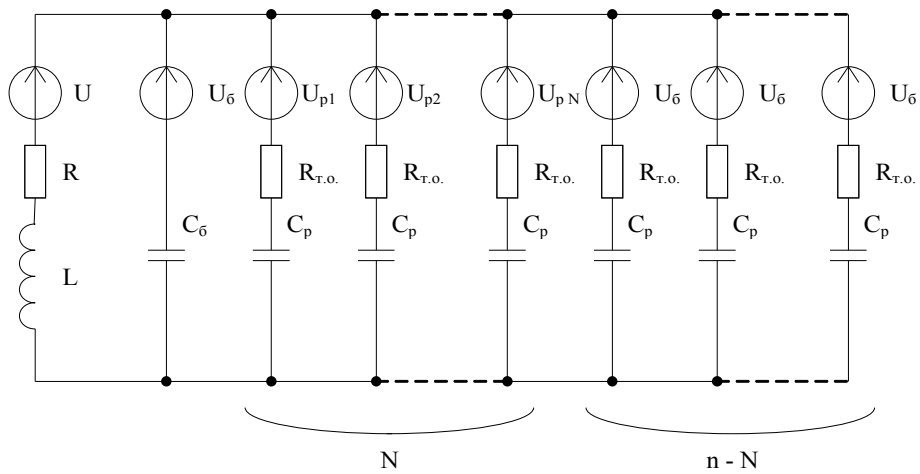 U U_б U_p1 U_p2 U_p N U_б U_б U_б
R R_т.о. R_т.о. R_т.о. R_т.о. R_т.о. R_т.о.
C_б C_p C_p C_p C_p C_p C_p
L
N n - N